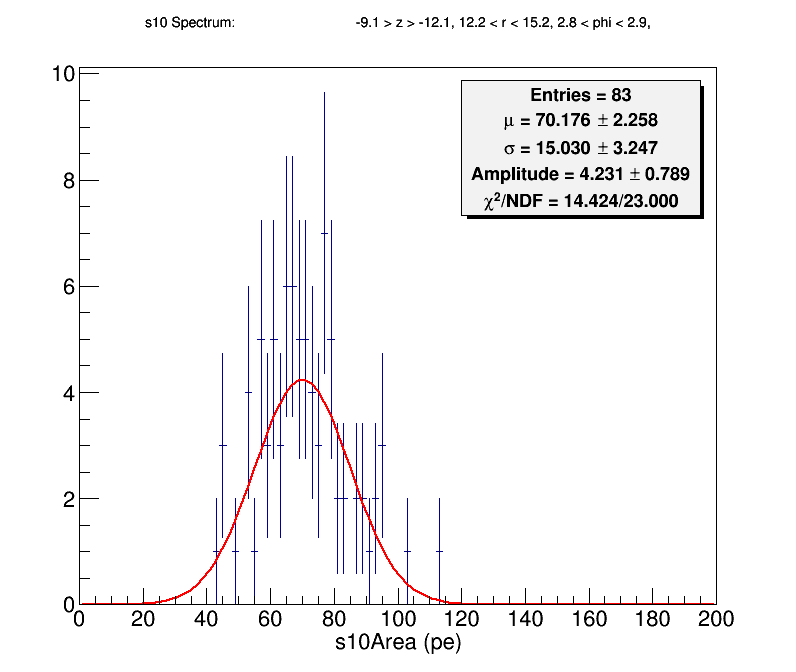 s10 Spectrum: -9.1 > z > -12.1, 12.2 < r < 15.2, 2.8 < phi < 2.9,
Entries = 83
μ = 70.176 ± 2.258
σ = 15.030 ± 3.247
Amplitude = 4.231 ± 0.789
χ²/NDF = 14.424/23.000
10
8
6
4
2
0
0 20 40 60 80 100 120 140 160 180 200
s10Area (pe)